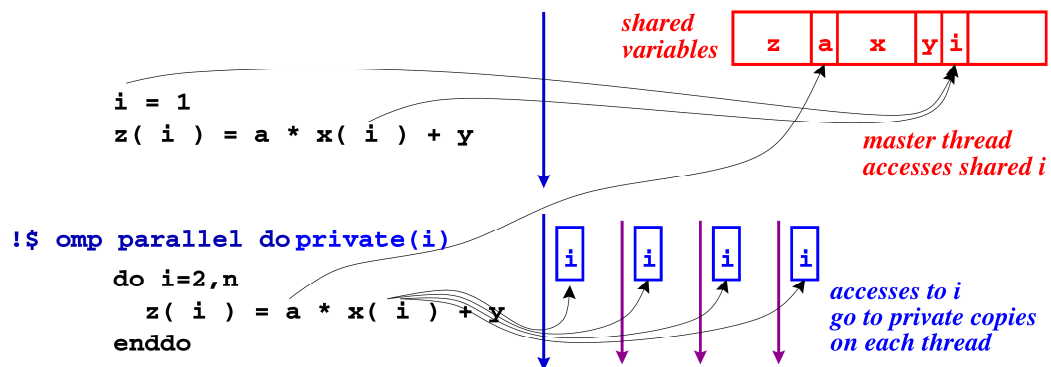 shared
variables
z a x y i
i = 1
z( i ) = a * x( i ) + y
master thread
accesses shared i
!$ omp parallel do private(i)
i i i i
do i=2,n
z( i ) = a * x( i ) + y
enddo
accesses to i
go to private copies
on each thread